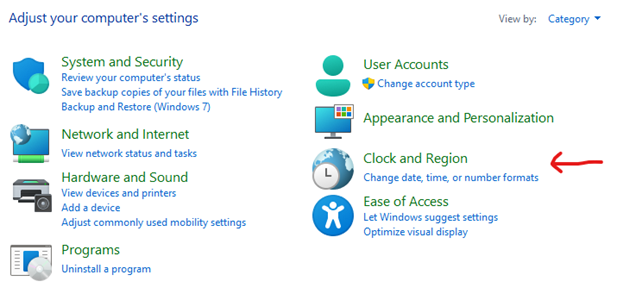 Adjust your computer's settings
View by: Category
System and Security
Review your computer's status
Save backup copies of your files with File History
Backup and Restore (Windows 7)
Network and Internet
View network status and tasks
Hardware and Sound
View devices and printers
Add a device
Adjust commonly used mobility settings
Programs
Uninstall a program
User Accounts
Change account type
Appearance and Personalization
Clock and Region
Change date, time, or number formats
Ease of Access
Let Windows suggest settings
Optimize visual display